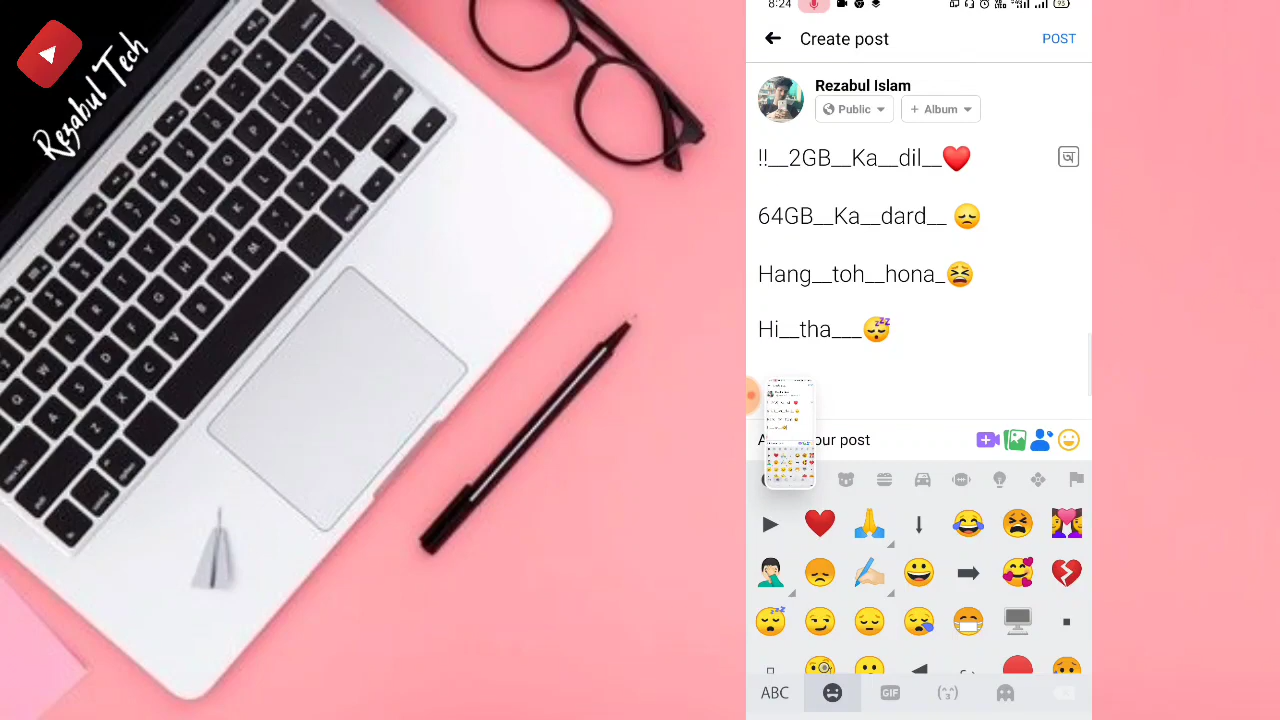 Rezabul Tech
8:24
Create post
POST
Rezabul Islam
Public
+ Album
!!__2GB__Ka__dil__❤️
অ
64GB__Ka__dard__ 😞
Hang__toh__hona_😫
Hi__tha___😴
our post
ABC
GIF